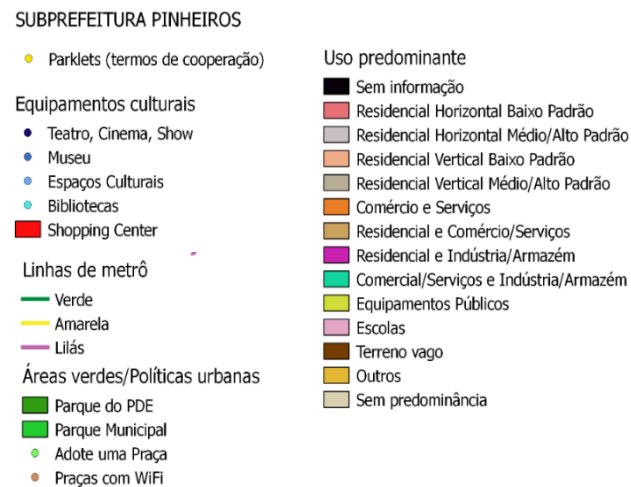 SUBPREFEITURA PINHEIROS
Parklets (termos de cooperação)
Equipamentos culturais
Teatro, Cinema, Show
Museu
Espaços Culturais
Bibliotecas
Shopping Center
Linhas de metrô
Verde
Amarela
Lilás
Áreas verdes/Políticas urbanas
Parque do PDE
Parque Municipal
Adote uma Praça
Praças com WiFi
Uso predominante
Sem informação
Residencial Horizontal Baixo Padrão
Residencial Horizontal Médio/Alto Padrão
Residencial Vertical Baixo Padrão
Residencial Vertical Médio/Alto Padrão
Comércio e Serviços
Residencial e Comércio/Serviços
Residencial e Indústria/Armazém
Comercial/Serviços e Indústria/Armazém
Equipamentos Públicos
Escolas
Terreno vago
Outros
Sem predominância